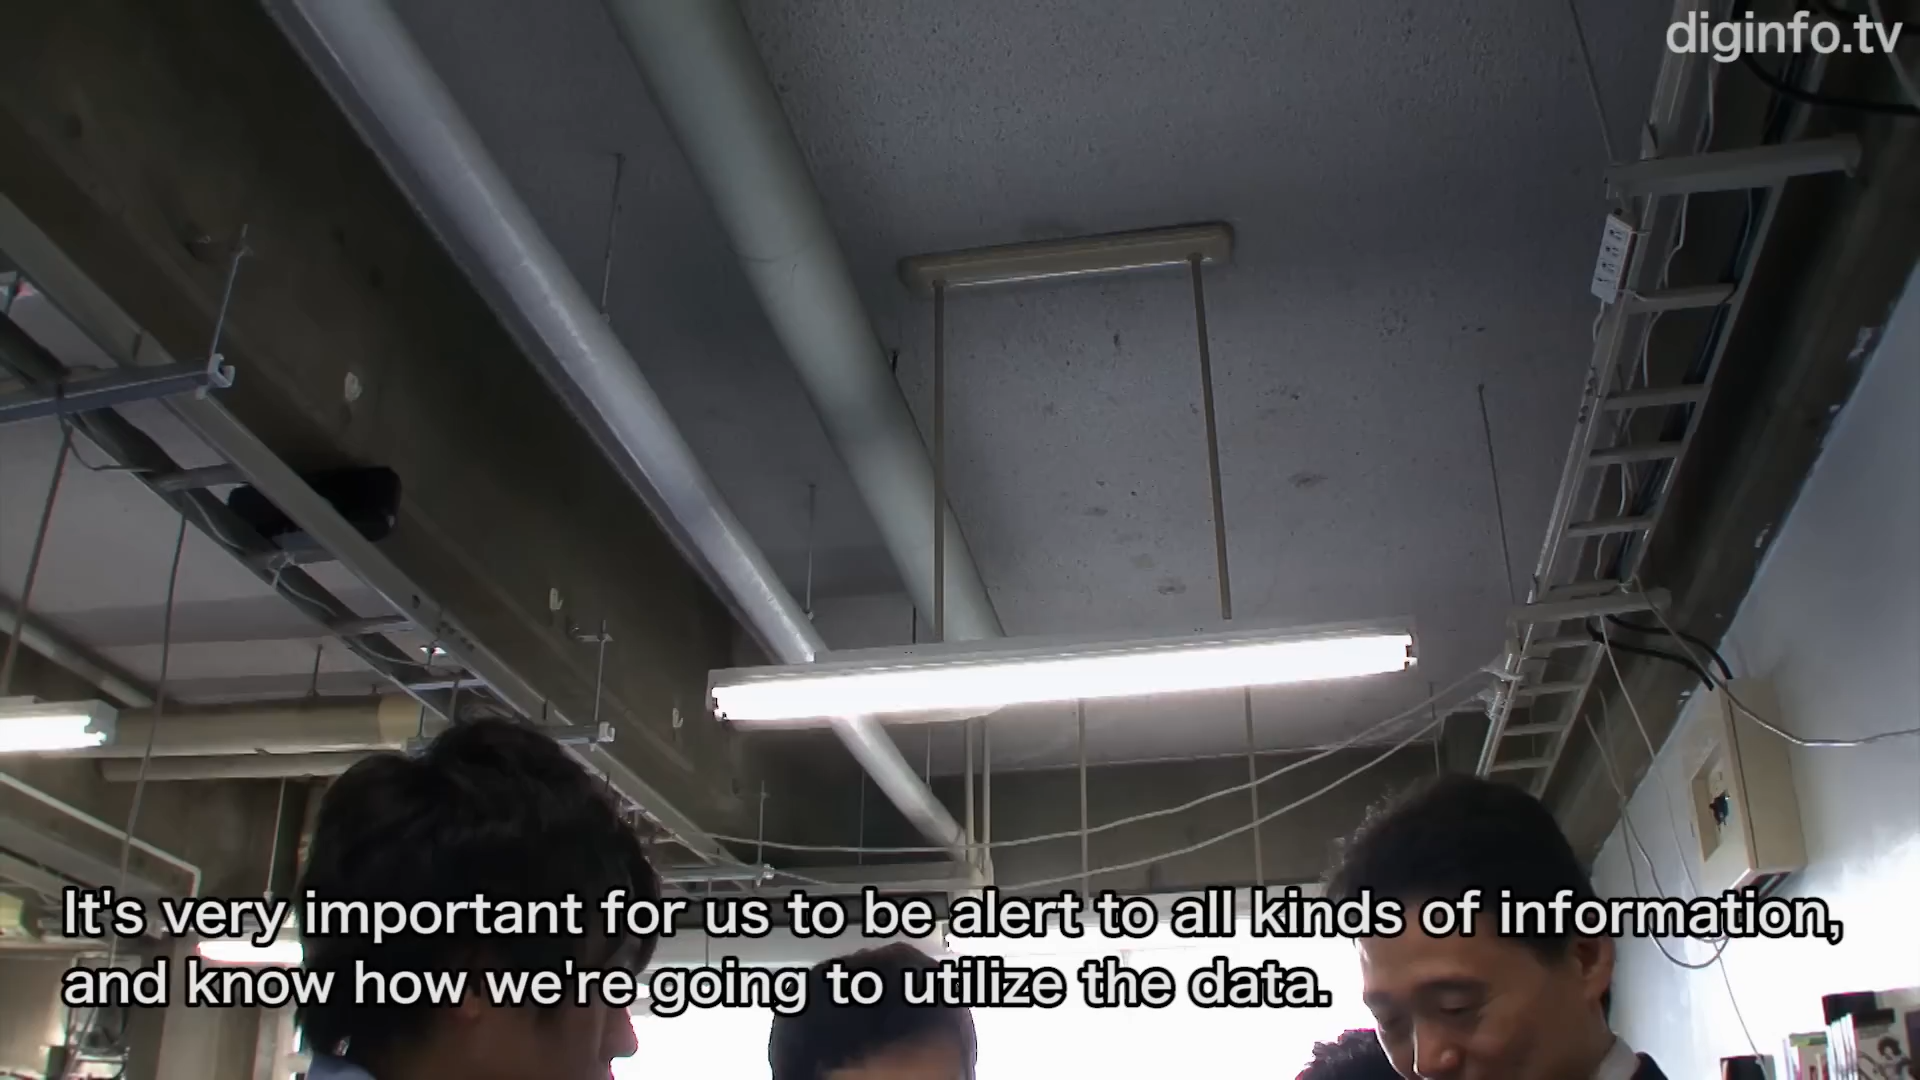 diginfo.tv
It's very important for us to be alert to all kinds of information,
and know how we're going to utilize the data.